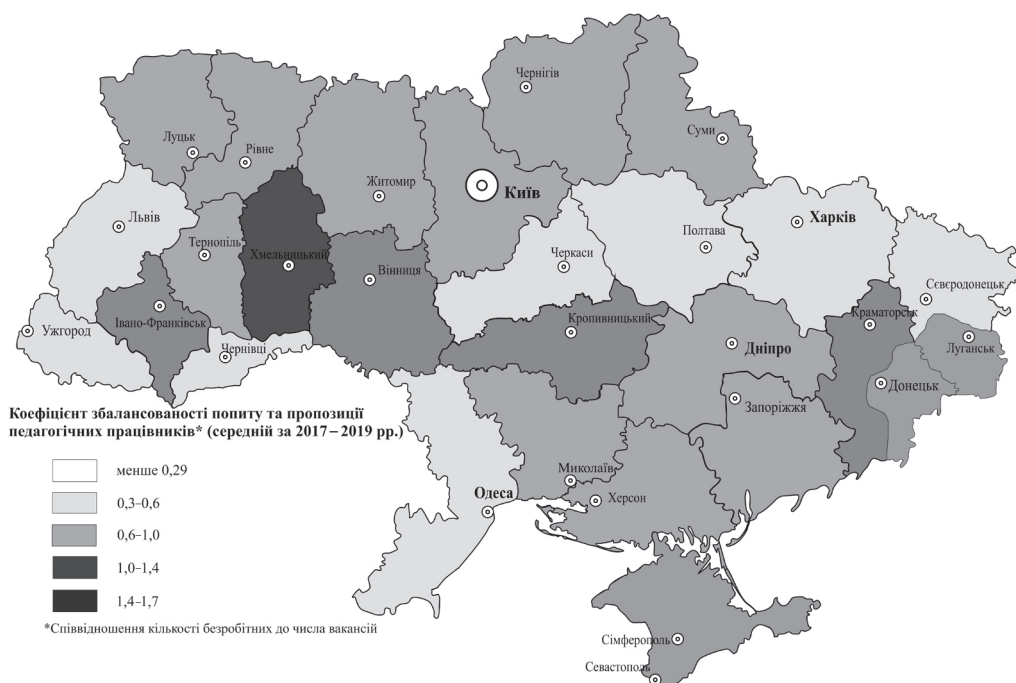 Чернігів
Луцьк
Рівне
Суми
Житомир
Київ
Львів
Харків
Тернопіль
Полтава
Хмельницький
Черкаси
Вінниця
Сєвєродонецьк
Івано-Франківськ
Ужгород
Кропивницький
Краматорськ
Чернівці
Дніпро
Луганськ
Донецьк
Запоріжжя
Коефіцієнт збалансованості попиту та пропозиції
педагогічних працівників* (середній за 2017 – 2019 рр.)
менше 0,29
Миколаїв
Одеса
Херсон
0,3–0,6
0,6–1,0
1,0–1,4
1,4–1,7
*Співвідношення кількості безробітних до числа вакансій
Сімферополь
Севастополь